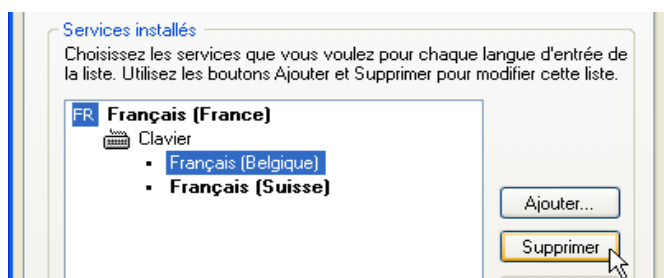 Services installés
Choisissez les services que vous voulez pour chaque langue d'entrée de
la liste. Utilisez les boutons Ajouter et Supprimer pour modifier cette liste.
FR Français (France)
Clavier
Français (Belgique)
Français (Suisse)
Ajouter...
Supprimer